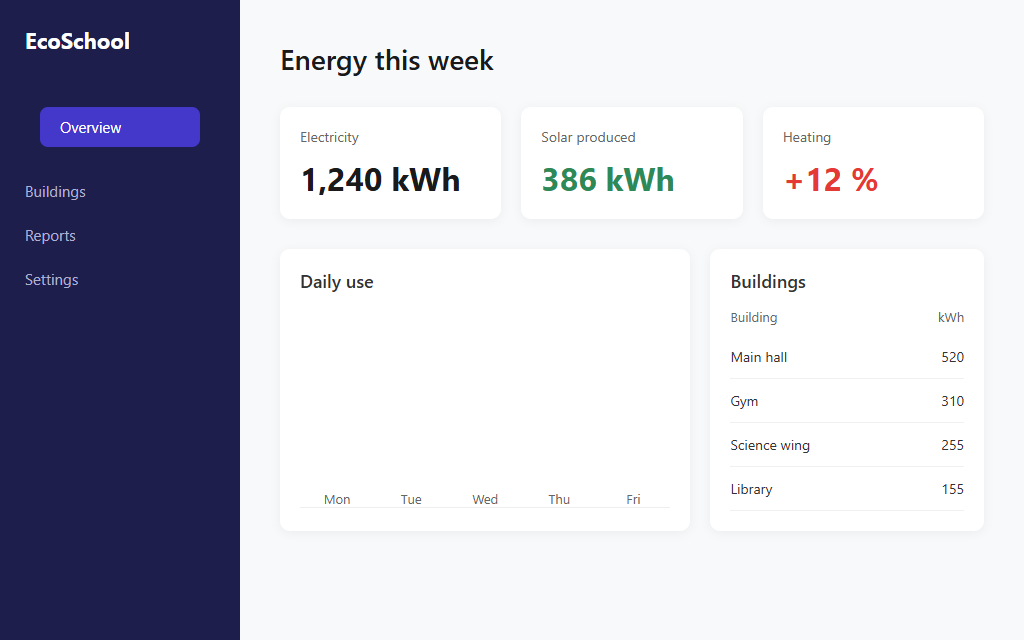 EcoSchool
Overview
Buildings
Reports
Settings
Energy this week
Electricity
1,240 kWh
Solar produced
386 kWh
Heating
+12 %
Daily use
Mon Tue Wed Thu Fri
Buildings
Building kWh
Main hall 520
Gym 310
Science wing 255
Library 155